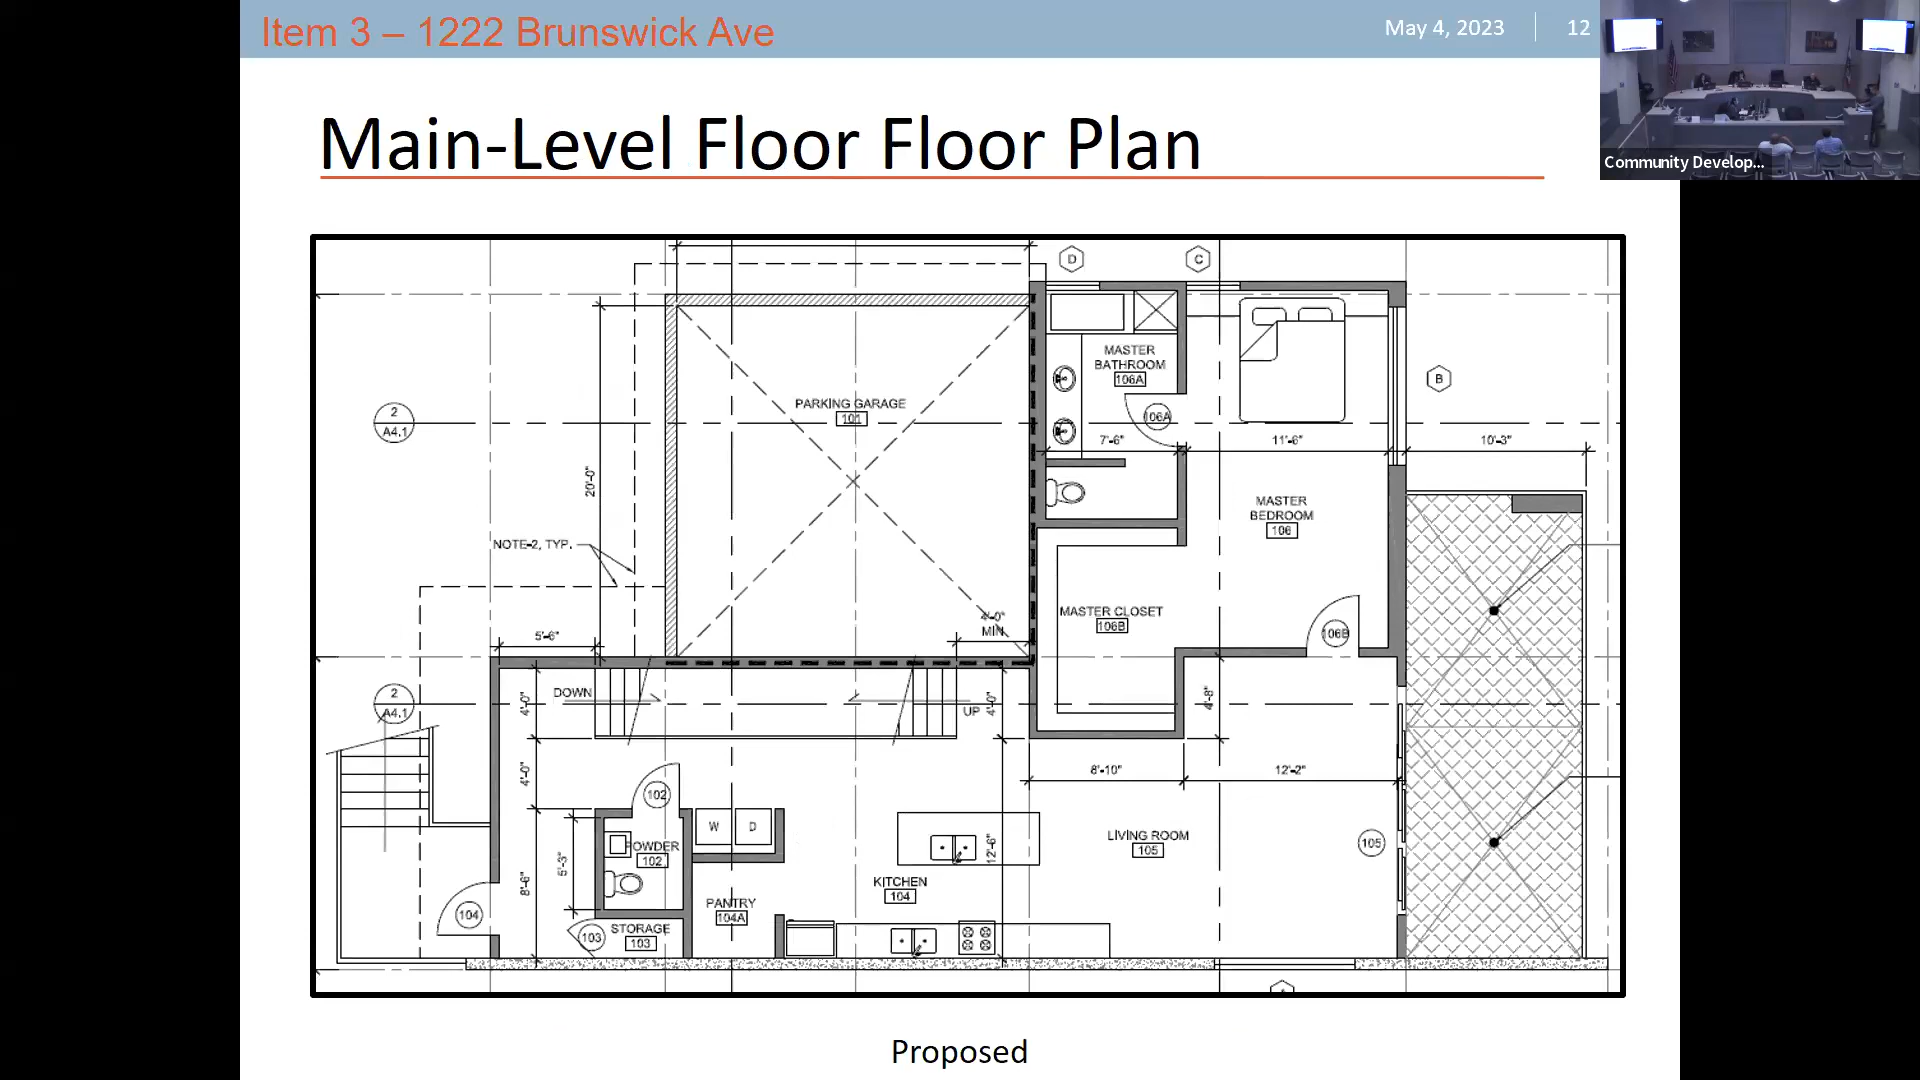 Item 3 – 1222 Brunswick Ave
May 4, 2023
12
Community Develop...
Main-Level Floor Floor Plan
D
C
MASTER
BATHROOM
106A
PARKING GARAGE
101
B
2
A4.1
106A
7'-6"
11'-6"
10'-3"
20'-0"
MASTER
BEDROOM
106
NOTE-2, TYP.
4'-0"
MIN
MASTER CLOSET
106B
5'-6"
106B
2
A4.1
DOWN
UP
4'-0"
4'-0"
4'-8"
4'-0"
8'-10"
12'-2"
102
W
D
LIVING ROOM
105
105
POWDER
102
5'-3"
12'-6"
8'-6"
KITCHEN
104
PANTRY
104A
104
103
STORAGE
103
Proposed